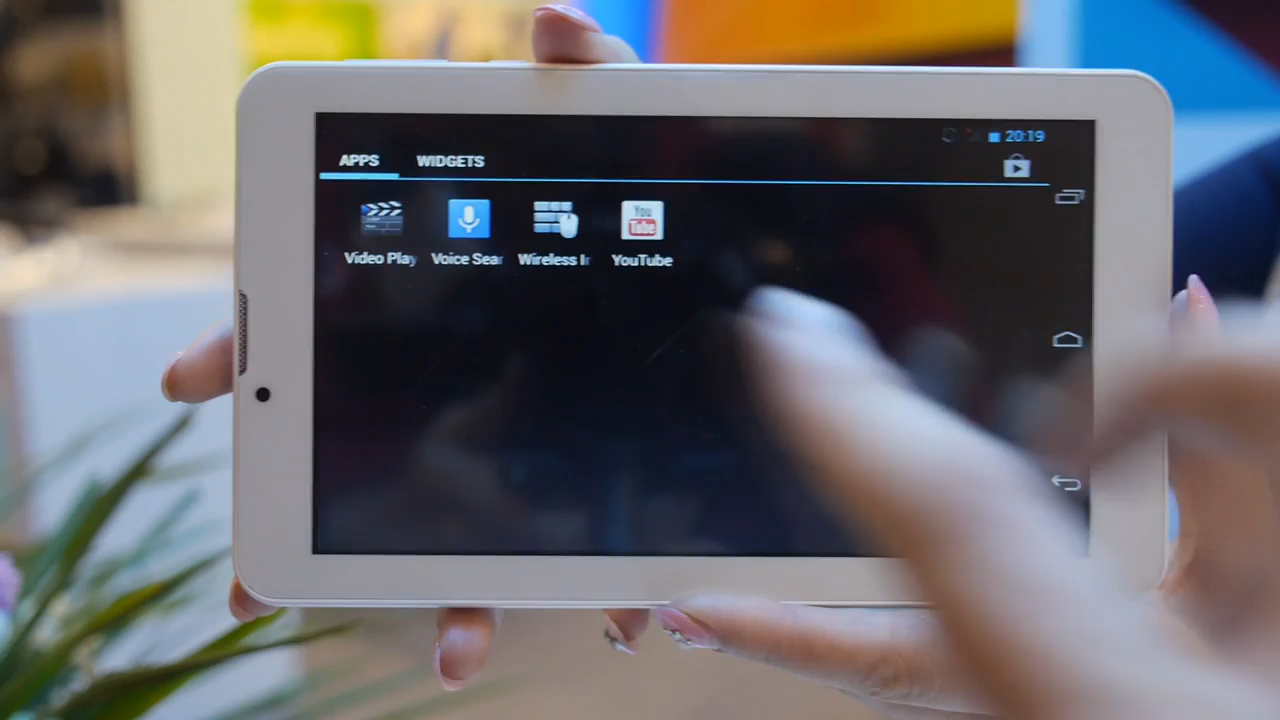 20:19
APPS WIDGETS
You
Tube
Video Play Voice Sear Wireless Ir YouTube